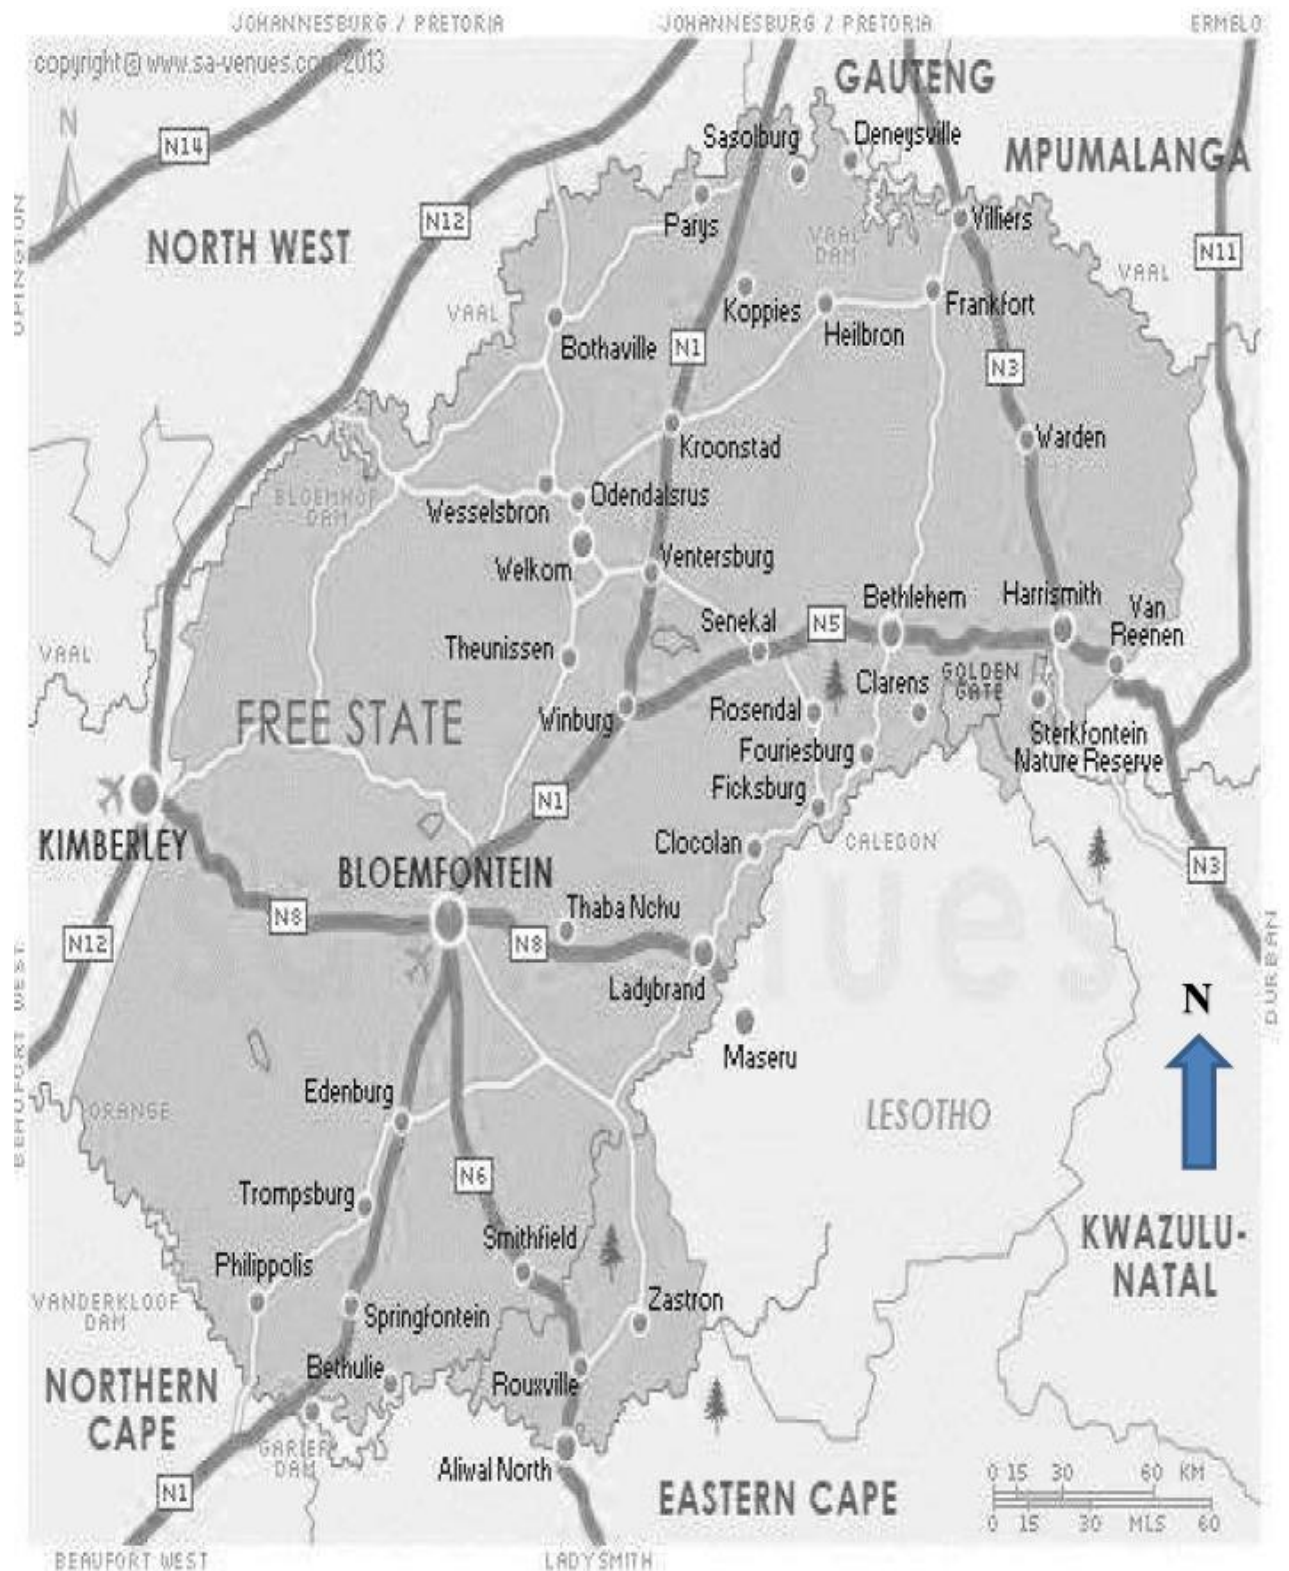 JOHANNESBURG / PRETORIA
JOHANNESBURG / PRETORIA
ERMELO
copyright@www.sa-venues.com 2013
GAUTENG
N
Sasolburg
Deneysville
N14
MPUMALANGA
UPINGTON
N12
Parys
Villiers
NORTH WEST
VAAL
DAM
N11
VAAL
VAAL
Koppies
Heilbron
Frankfort
Bothaville
N1
N3
Kroonstad
Warden
BLOEMHOF
DAM
Wesselsbron
Odendalsrus
Welkom
Ventersburg
Bethlehem
Harrismith
Van
Reenen
Senekal
N5
Theunissen
VAAL
Clarens
GOLDEN
GATE
FREE STATE
Winburg
Rosendal
Sterkfontein
Nature Reserve
Fouriesburg
Ficksburg
N1
KIMBERLEY
Clocolan
CALEDON
N3
BLOEMFONTEIN
Thaba Nchu
N8
N8
N12
DURBAN
Ladybrand
N
Maseru
BEAUFORT WEST
Edenburg
ORANGE
LESOTHO
N6
Trompsburg
Smithfield
KWAZULU-
NATAL
Philippolis
VANDERKLOOF
DAM
Springfontein
Zastron
Bethulie
NORTHERN
CAPE
Rouxville
GARIEP
DAM
Aliwal North
N1
EASTERN CAPE
0 15 30 60 KM
0 15 30 MLS 60
BEAUFORT WEST
LADYSMITH